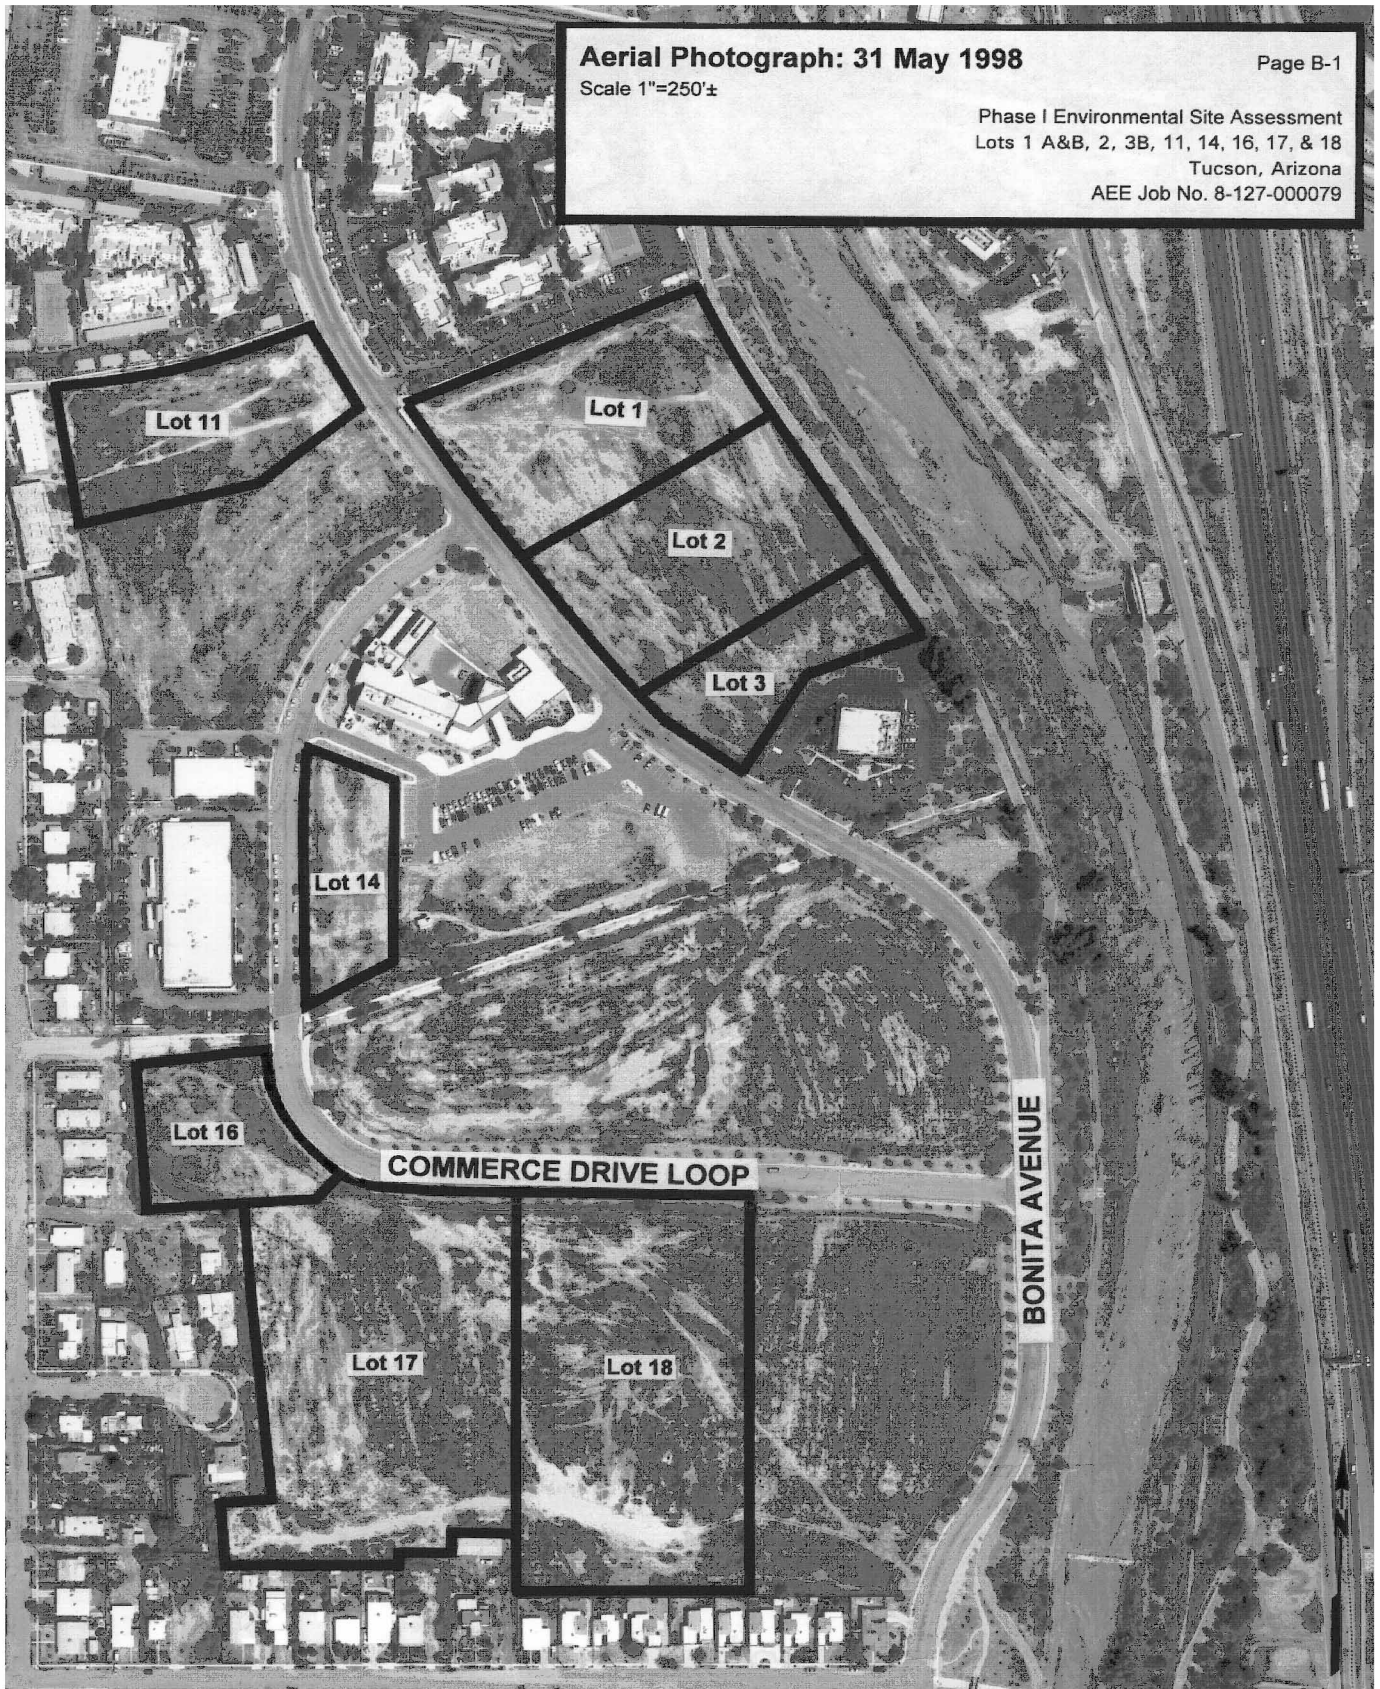 Aerial Photograph: 31 May 1998
Page B-1
Scale 1"=250'±
Phase I Environmental Site Assessment
Lots 1 A&B, 2, 3B, 11, 14, 16, 17, & 18
Tucson, Arizona
AEE Job No. 8-127-000079
Lot 1
Lot 11
Lot 2
Lot 3
Lot 14
Lot 16
COMMERCE DRIVE LOOP
BONITA AVENUE
Lot 17
Lot 18
N